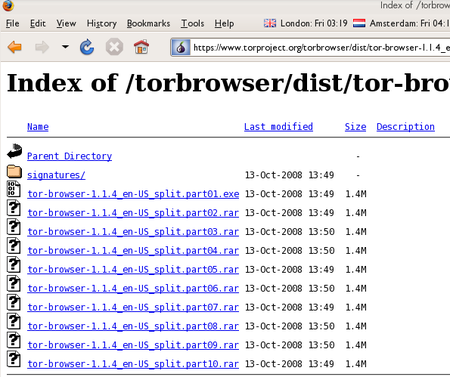 Index of /torbrow
File Edit View History Bookmarks Tools Help London: Fri 03:19 Amsterdam: Fri 04:1
https://www.torproject.org/torbrowser/dist/tor-browser-1.1.4_e
Index of /torbrowser/dist/tor-bro
Name Last modified Size Description
Parent Directory -
signatures/ 13-Oct-2008 13:49 -
tor-browser-1.1.4_en-US_split.part01.exe 13-Oct-2008 13:49 1.4M
tor-browser-1.1.4_en-US_split.part02.rar 13-Oct-2008 13:49 1.4M
tor-browser-1.1.4_en-US_split.part03.rar 13-Oct-2008 13:50 1.4M
tor-browser-1.1.4_en-US_split.part04.rar 13-Oct-2008 13:50 1.4M
tor-browser-1.1.4_en-US_split.part05.rar 13-Oct-2008 13:49 1.4M
tor-browser-1.1.4_en-US_split.part06.rar 13-Oct-2008 13:50 1.4M
tor-browser-1.1.4_en-US_split.part07.rar 13-Oct-2008 13:49 1.4M
tor-browser-1.1.4_en-US_split.part08.rar 13-Oct-2008 13:50 1.4M
tor-browser-1.1.4_en-US_split.part09.rar 13-Oct-2008 13:50 1.4M
tor-browser-1.1.4_en-US_split.part10.rar 13-Oct-2008 13:49 1.4M